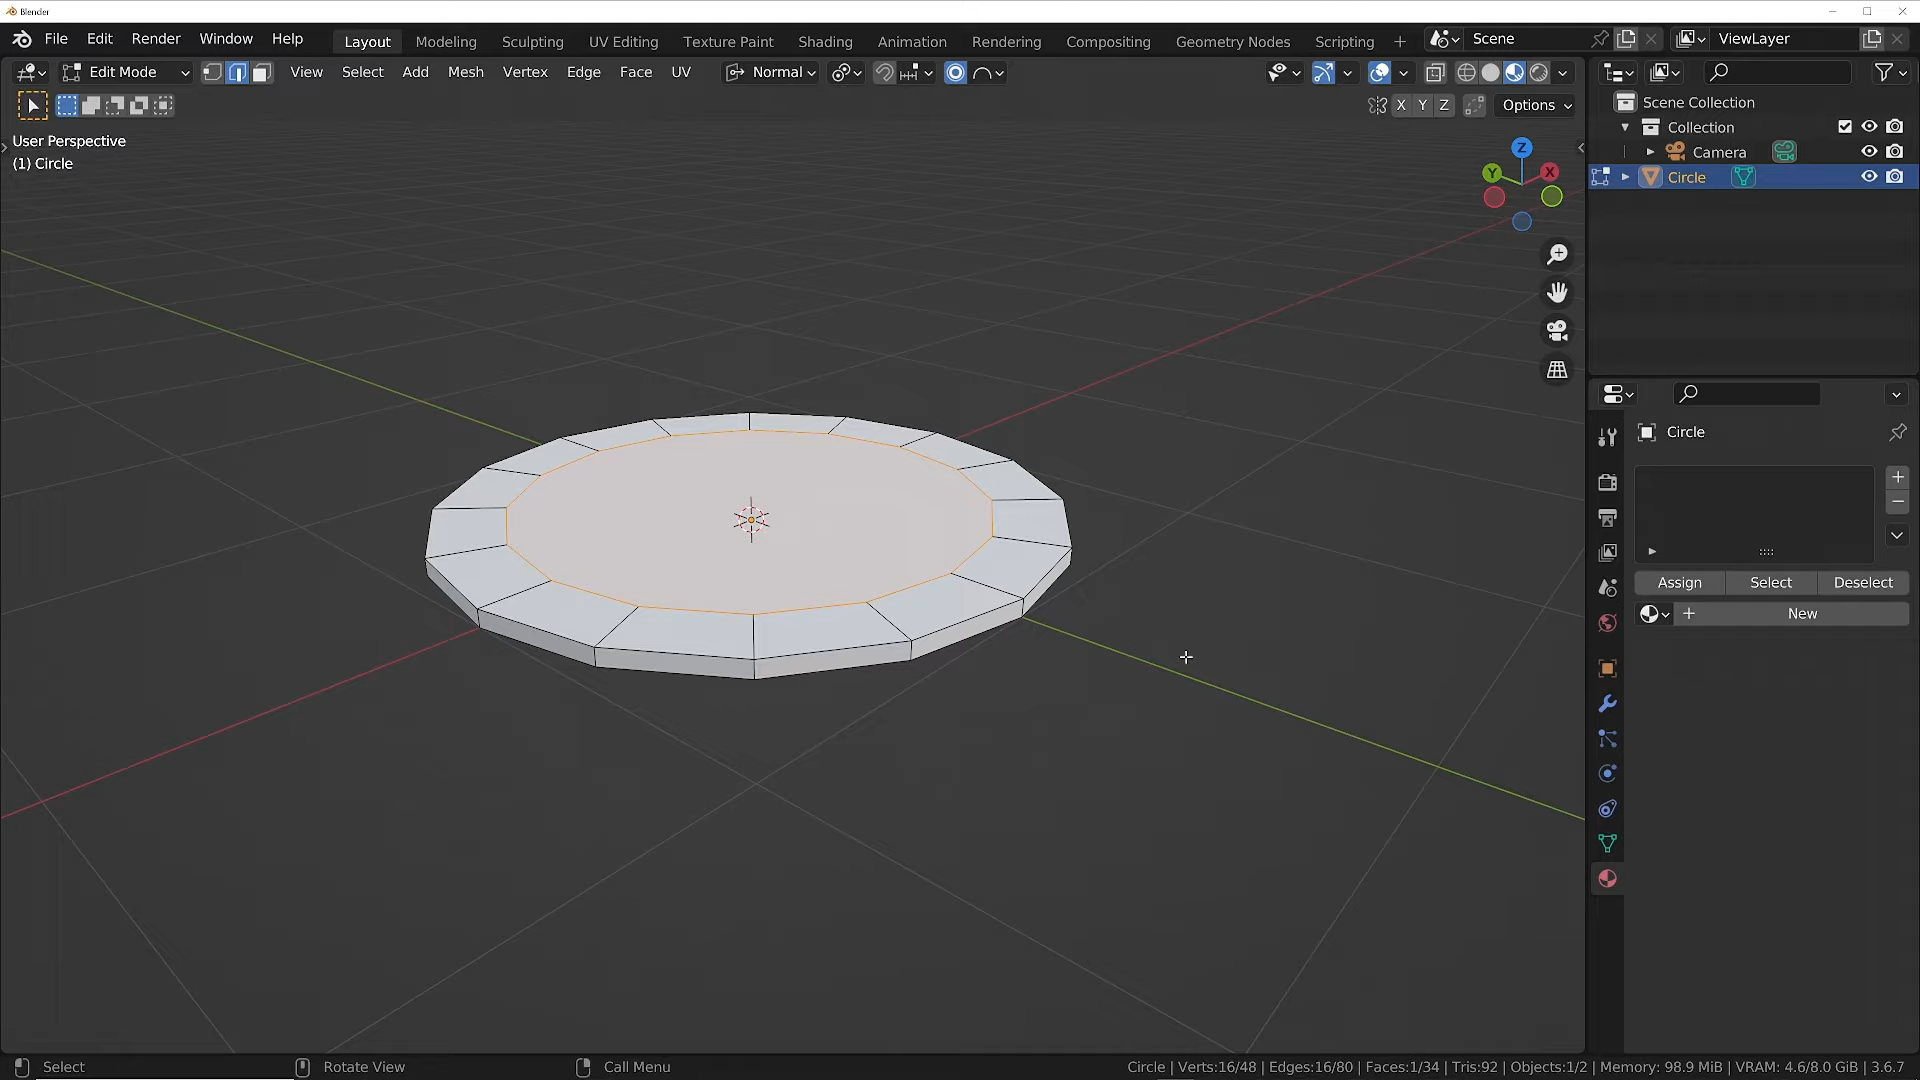 Blender
File Edit Render Window Help Layout Modeling Sculpting UV Editing Texture Paint Shading Animation Rendering Compositing Geometry Nodes Scripting + Scene ViewLayer
Edit Mode View Select Add Mesh Vertex Edge Face UV Normal
X Y Z Options
User Perspective
(1) Circle
Z
Y X
Scene Collection
Collection
Camera
Circle
Circle
Assign Select Deselect
New
Select Rotate View Call Menu Circle | Verts:16/48 | Edges:16/80 | Faces:1/34 | Tris:92 | Objects:1/2 | Memory: 98.9 MiB | VRAM: 4.6/8.0 GiB | 3.6.7